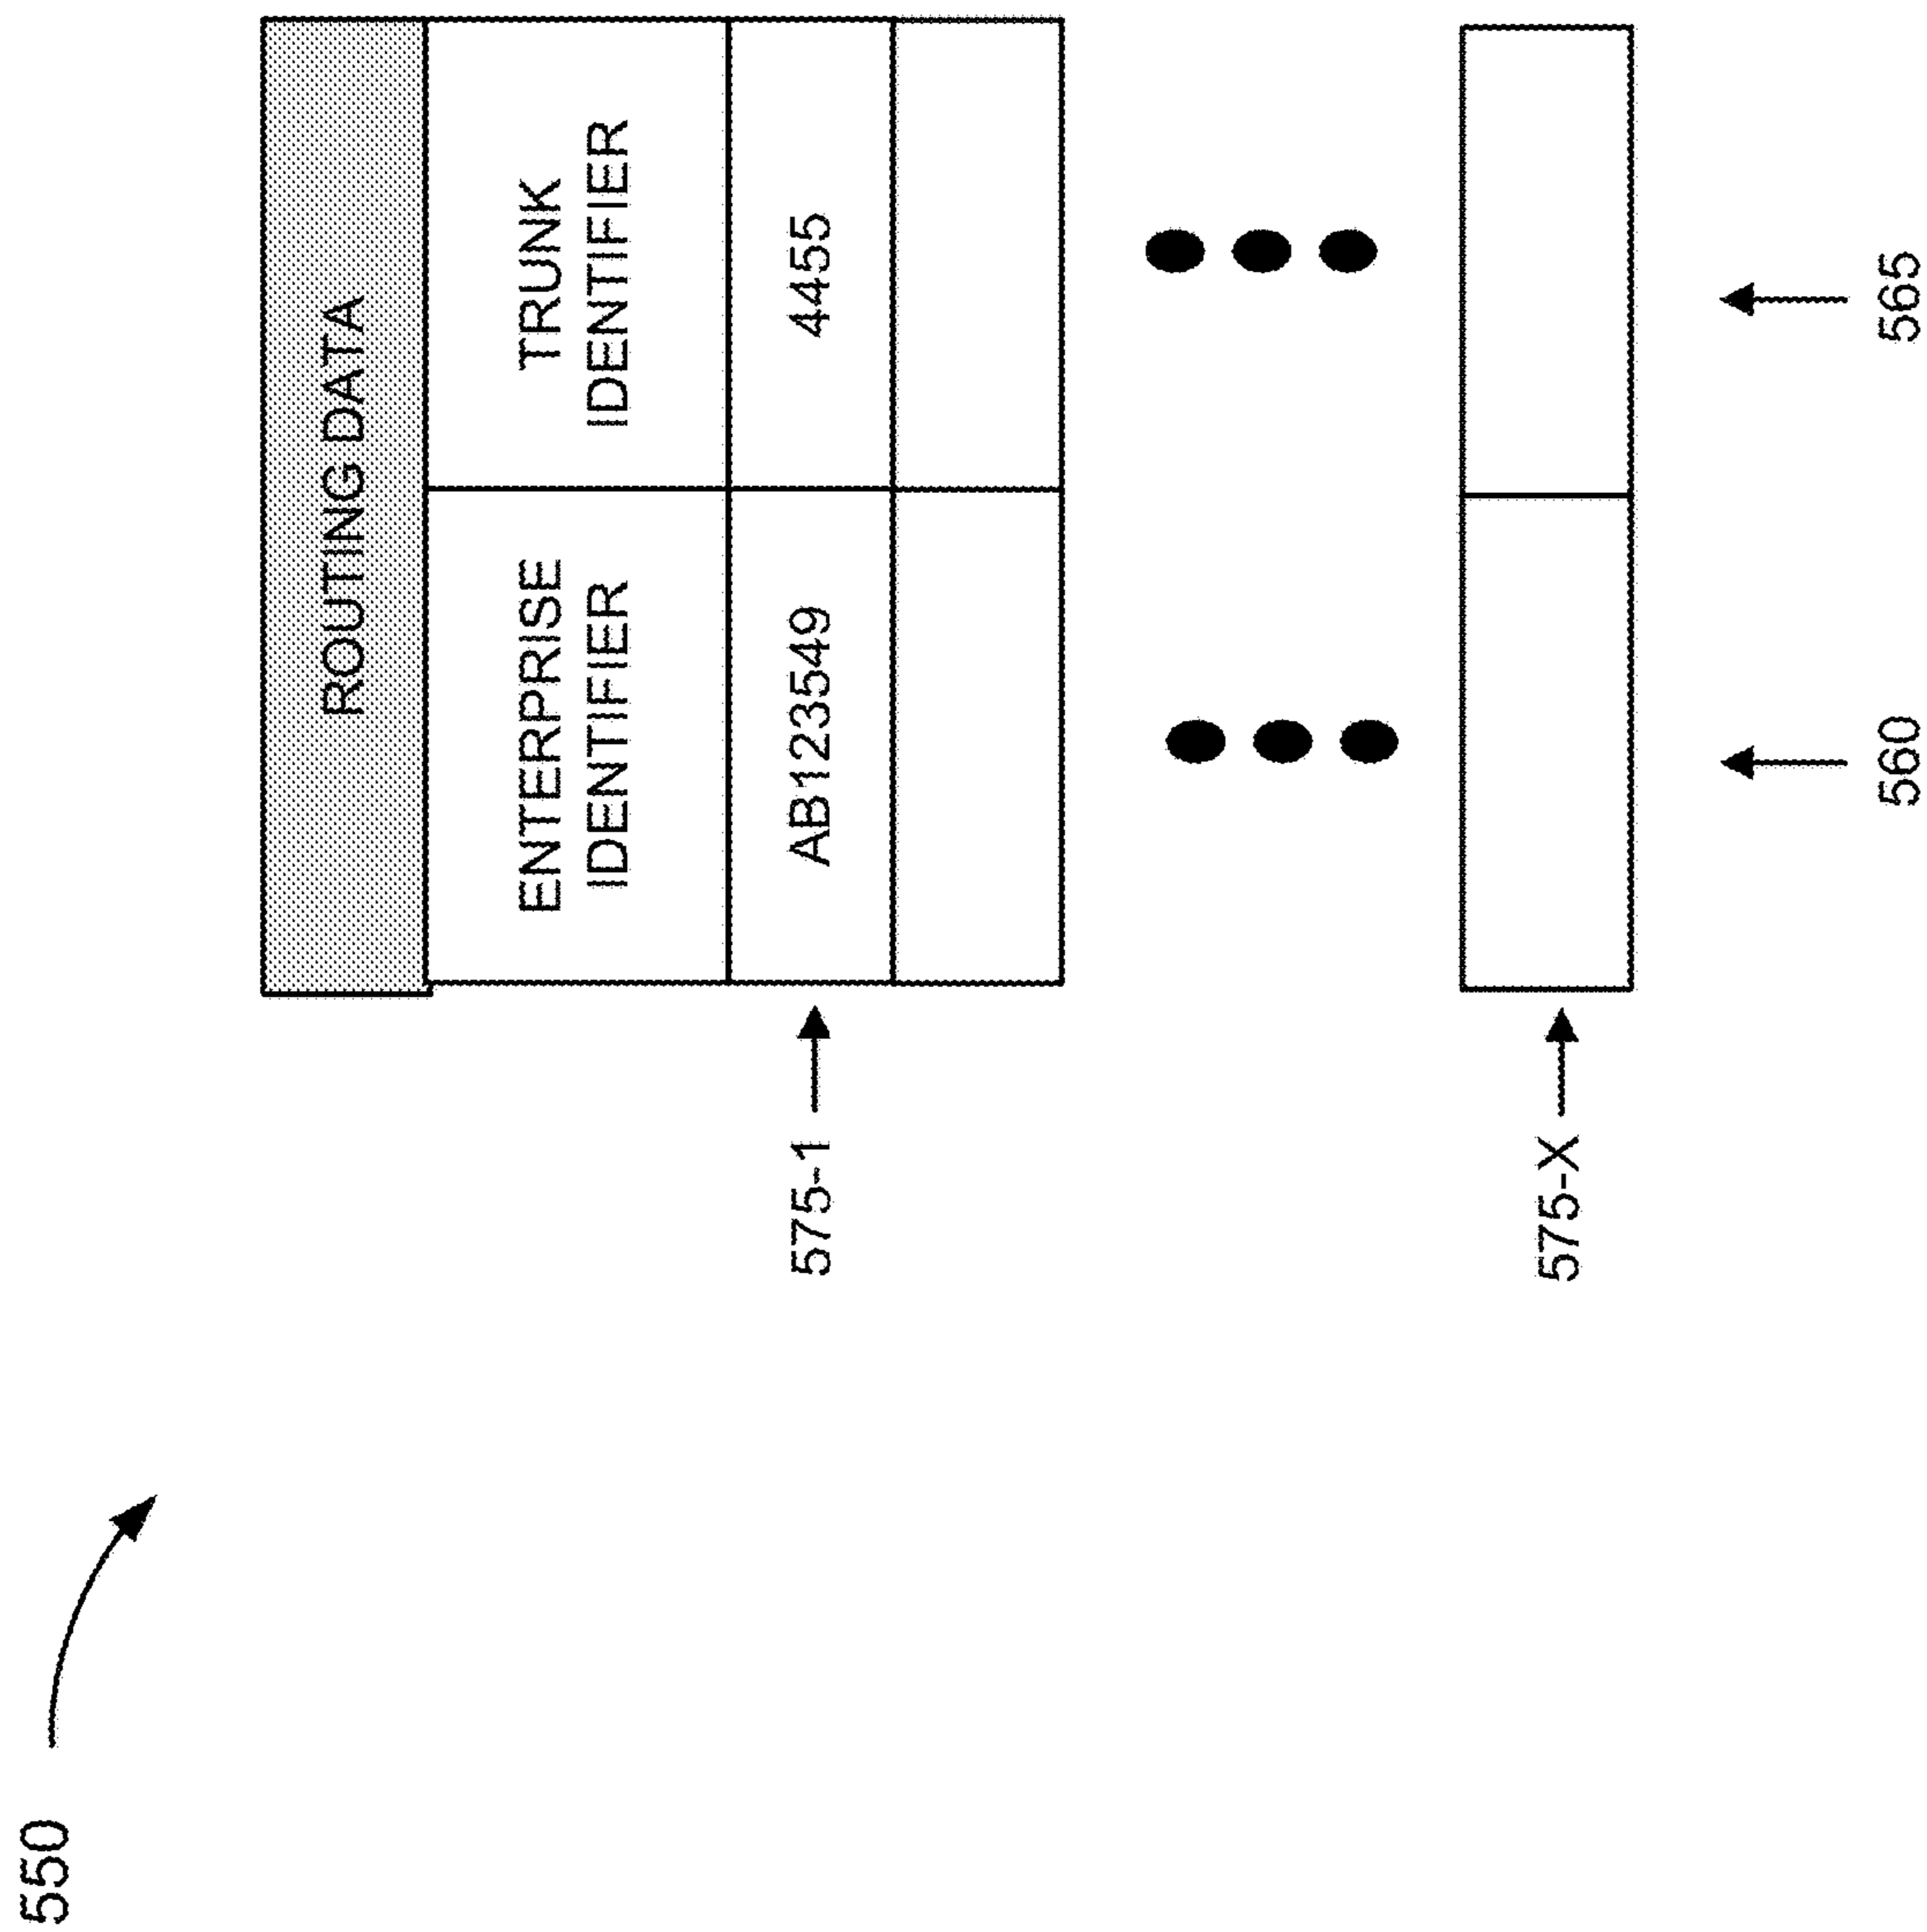 550
ROUTING DATA
ENTERPRISE
IDENTIFIER
TRUNK
IDENTIFIER
575-1
AB123549
4455
575-X
560
565